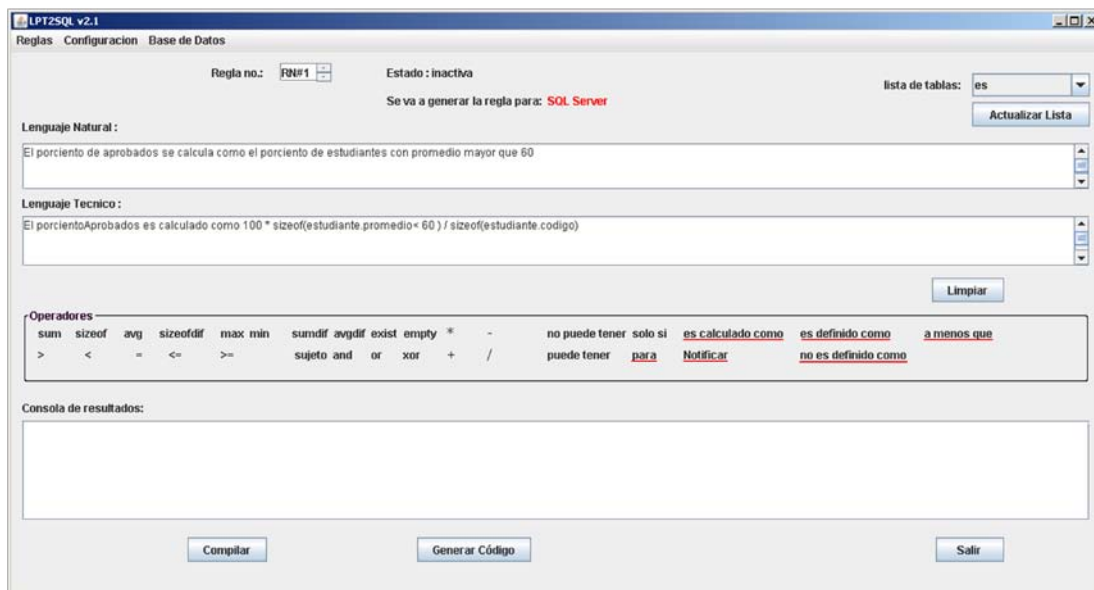 LPT2SQL v2.1
Reglas Configuracion Base de Datos
Regla no.: RN#1 Estado : inactiva
lista de tablas: es
Se va a generar la regla para: SQL Server
Actualizar Lista
Lenguaje Natural :
El porciento de aprobados se calcula como el porciento de estudiantes con promedio mayor que 60
Lenguaje Tecnico :
El porcientoAprobados es calculado como 100 * sizeof(estudiante.promedio< 60 ) / sizeof(estudiante.codigo)
Limpiar
Operadores
sum sizeof avg sizeofdif max min sumdif avgdif exist empty * - no puede tener solo si es calculado como es definido como a menos que
> < = <= >= sujeto and or xor + / puede tener para Notificar no es definido como
Consola de resultados:
Compilar Generar Código Salir